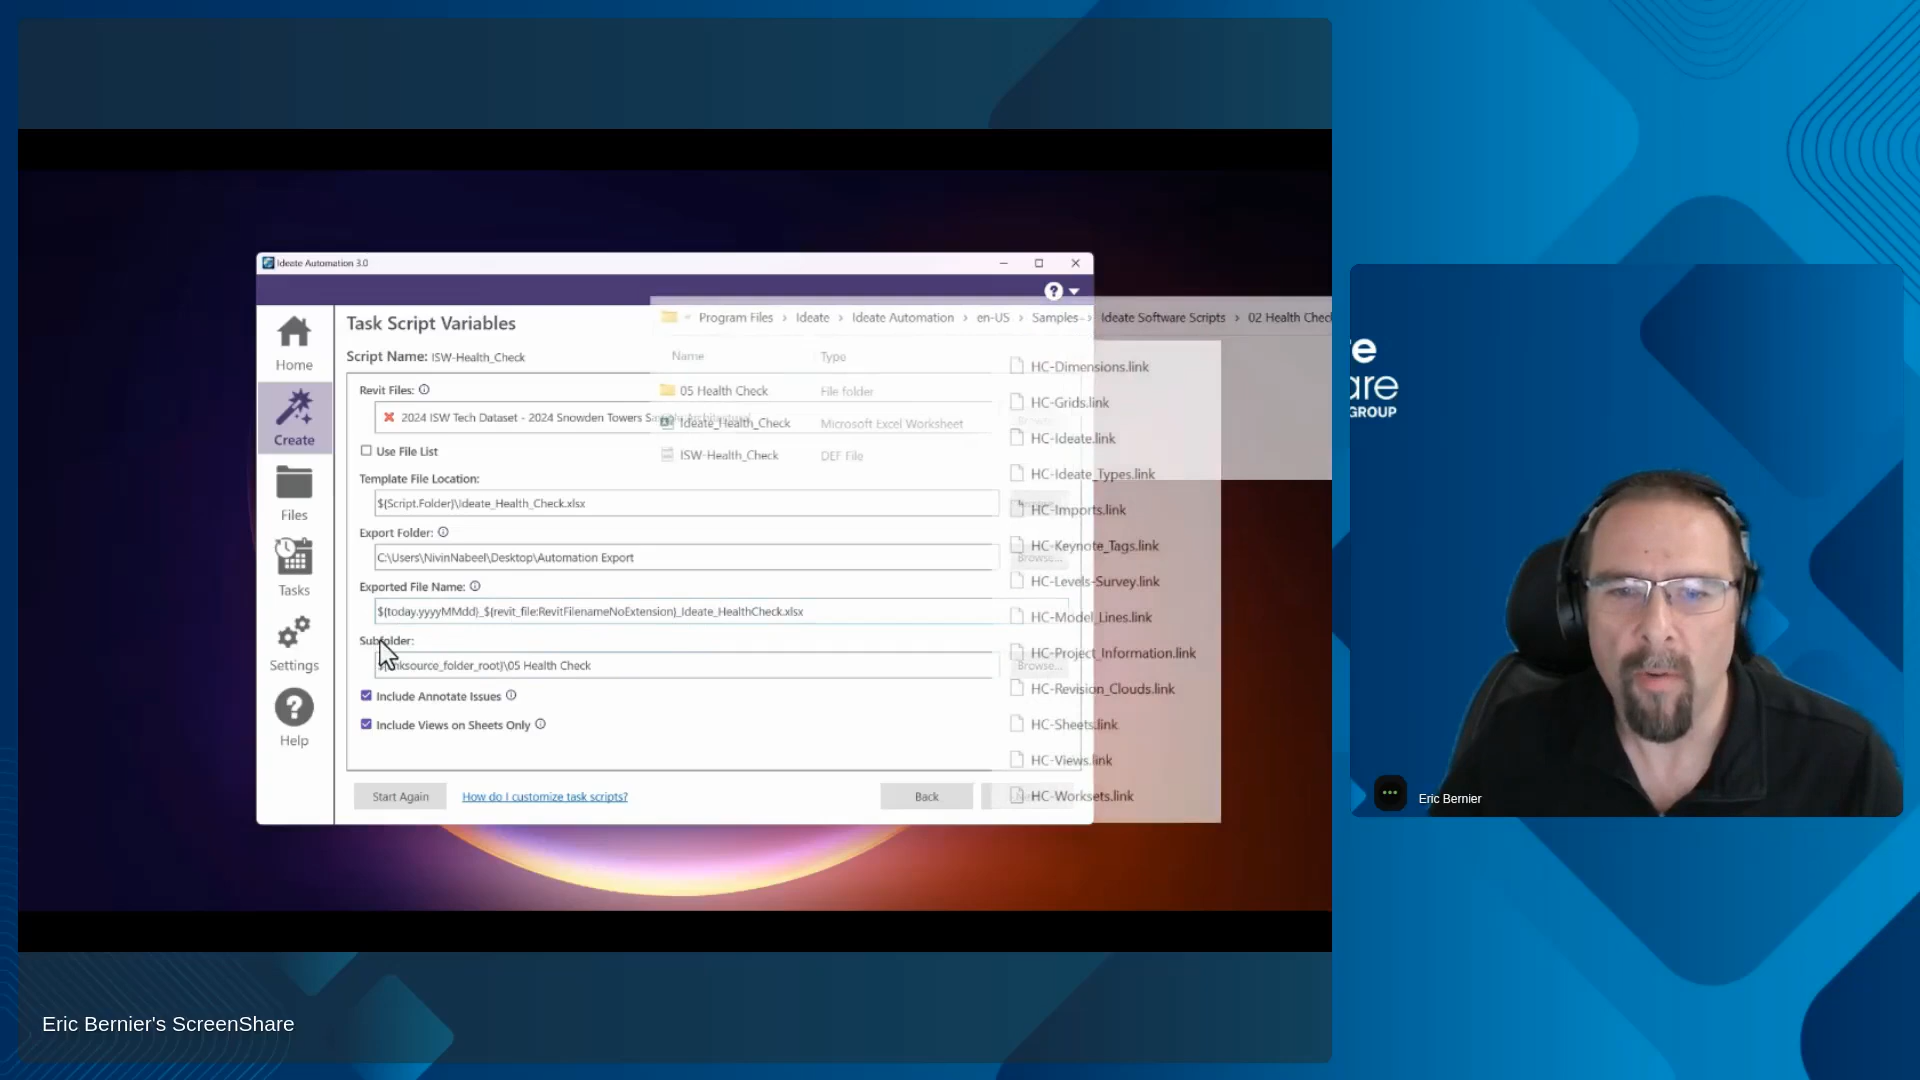 Ideate Automation 3.0
Program Files > Ideate > Ideate Automation > en-US > Samples > Ideate Software Scripts > 02 Health Chec
Home
Create
Files
Tasks
Settings
Help
Task Script Variables
Script Name: ISW-Health_Check
Revit Files:
2024 ISW Tech Dataset - 2024 Snowden Towers Sample Architectural
Use File List
Template File Location:
${Script.Folder}\Ideate_Health_Check.xlsx
Export Folder:
C:\Users\NivinNabeel\Desktop\Automation Export
Browse...
Exported File Name:
${today.yyyyMMdd}_${revit_file:RevitFilenameNoExtension}_Ideate_HealthCheck.xlsx
Subfolder:
ksource_folder_root}\05 Health Check
Browse...
Include Annotate Issues
Include Views on Sheets Only
Start Again
How do I customize task scripts?
Back
Name Type
05 Health Check File folder
Ideate_Health_Check Microsoft Excel Worksheet
ISW-Health_Check DEF File
HC-Dimensions.link
HC-Grids.link
HC-Ideate.link
HC-Ideate_Types.link
HC-Imports.link
HC-Keynote_Tags.link
HC-Levels-Survey.link
HC-Model_Lines.link
HC-Project_Information.link
HC-Revision_Clouds.link
HC-Sheets.link
HC-Views.link
HC-Worksets.link
e
are
GROUP
Eric Bernier
Eric Bernier's ScreenShare